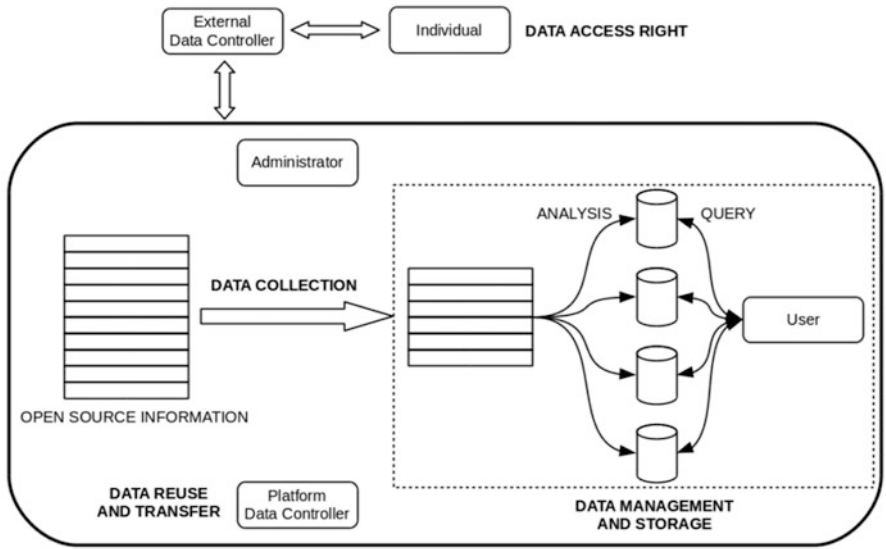 External
Data Controller
Individual
DATA ACCESS RIGHT
Administrator
ANALYSIS
QUERY
DATA COLLECTION
User
OPEN SOURCE INFORMATION
DATA REUSE
AND TRANSFER
Platform
Data Controller
DATA MANAGEMENT
AND STORAGE